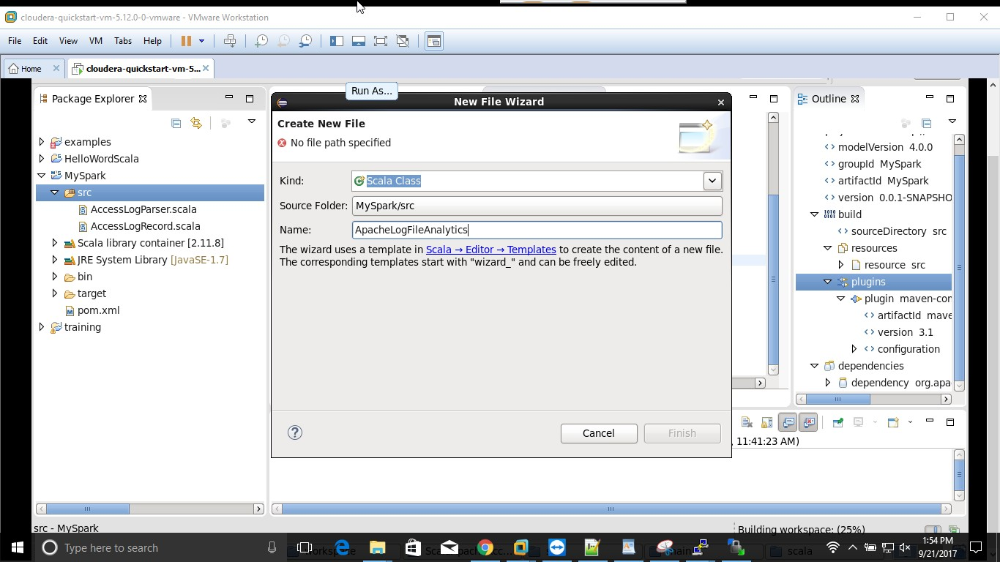 cloudera-quickstart-vm-5.12.0-0-vmware - VMware Workstation
File Edit View VM Tabs Help
Home
cloudera-quickstart-vm-5...
Package Explorer
Run As...
New File Wizard
Outline
Create New File
No file path specified
Kind:
Scala Class
Source Folder:
MySpark/src
Name:
ApacheLogFileAnalytics
The wizard uses a template in Scala → Editor → Templates to create the content of a new file.
The corresponding templates start with "wizard_" and can be freely edited.
Cancel
Finish
examples
HelloWordScala
MySpark
src
AccessLogParser.scala
AccessLogRecord.scala
Scala library container [2.11.8]
JRE System Library [JavaSE-1.7]
bin
target
pom.xml
training
modelVersion 4.0.0
groupId MySpark
artifactId MySpark
version 0.0.1-SNAPSHO
build
sourceDirectory src
resources
resource src
plugins
plugin maven-con
artifactId mave
version 3.1
configuration
dependencies
dependency org.apa
, 11:41:23 AM)
src - MySpark
Building workspace: (25%)
Type here to search
1:54 PM
9/21/2017
scala